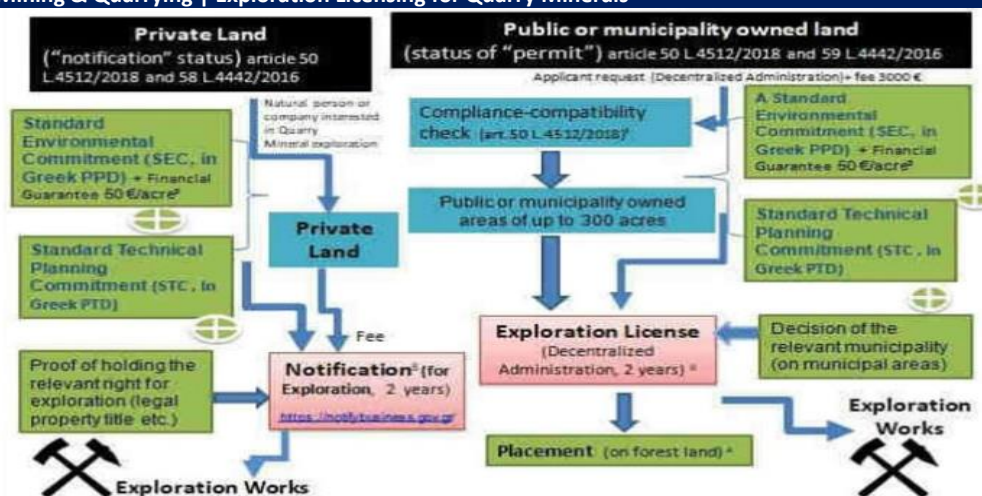 Mining & Quarrying | Exploration Licensing for Quarry Minerals
Private Land
("notification" status) article 50
L.4512/2018 and 58 L.4442/2016
Public or municipality owned land
(status of "permit") article 50 L.4512/2018 and 59 L.4442/2016
Applicant request (Decentralized Administration)+ fee 3000 €
Natural person or
company interested
in Quarry
Mineral exploration
Standard
Environmental
Commitment (SEC, in
Greek PPD) + Financial
Guarantee 50 €/acre
Compliance-compatibility
check (art. 50 L.4512/2018)
A Standard
Environmental
Commitment (SEC, in
Greek PPD) + Financial
Guarantee 50 €/acre
Public or municipality owned
areas of up to 300 acres
Private
Land
Standard Technical
Planning
Commitment (STC, in
Greek PTD)
Standard Technical
Planning
Commitment (STC, In
Greek PTD)
Fee
Proof of holding the
relevant right for
exploration (legal
property title etc.)
Notification (for
Exploration, 2 years)
https://notifybusiness.gov.gr
Exploration License
(Decentralized
Administration, 2 years)
Decision of the
relevant municipality
(on municipal areas)
Placement (on forest land)
Exploration
Works
Exploration Works